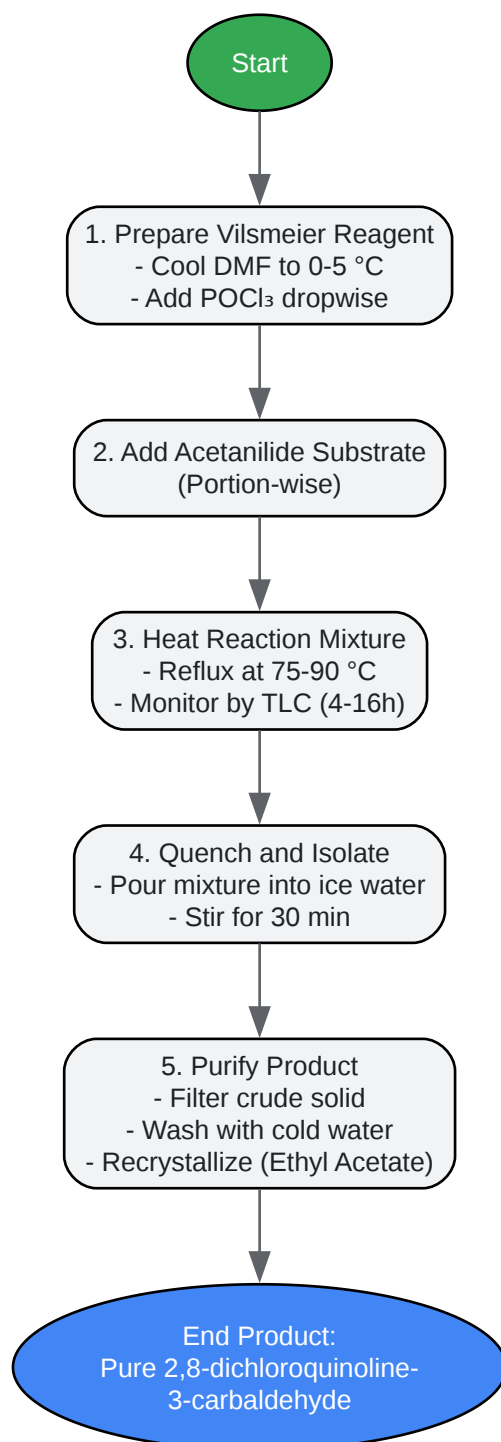 Start
1. Prepare Vilsmeier Reagent
- Cool DMF to 0-5 °C
- Add POCl₃ dropwise
2. Add Acetanilide Substrate
(Portion-wise)
3. Heat Reaction Mixture
- Reflux at 75-90 °C
- Monitor by TLC (4-16h)
4. Quench and Isolate
- Pour mixture into ice water
- Stir for 30 min
5. Purify Product
- Filter crude solid
- Wash with cold water
- Recrystallize (Ethyl Acetate)
End Product:
Pure 2,8-dichloroquinoline-
3-carbaldehyde